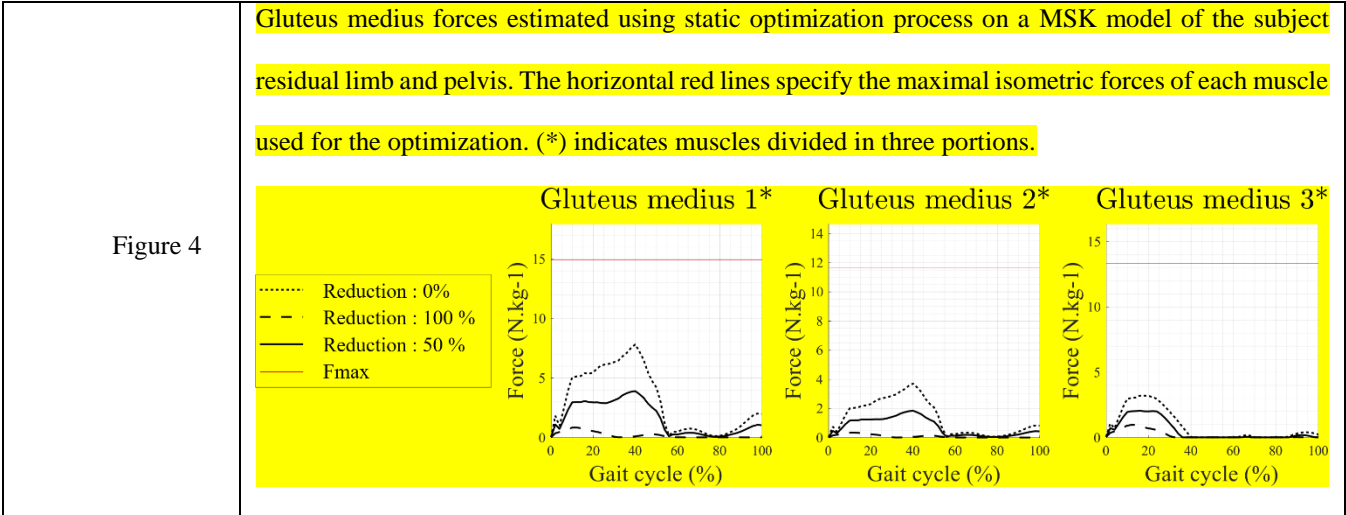 Gluteus medius forces estimated using static optimization process on a MSK model of the subject
residual limb and pelvis. The horizontal red lines specify the maximal isometric forces of each muscle
used for the optimization. (*) indicates muscles divided in three portions.
Figure 4
Gluteus medius 1*
Gluteus medius 2*
Gluteus medius 3*
Reduction : 0%
Reduction : 100 %
Reduction : 50 %
Fmax
Force (N.kg-1)
15
10
5
0
0 20 40 60 80 100
Gait cycle (%)
Force (N.kg-1)
14
12
10
8
6
4
2
0
0 20 40 60 80 100
Gait cycle (%)
Force (N.kg-1)
15
10
5
0
0 20 40 60 80 100
Gait cycle (%)